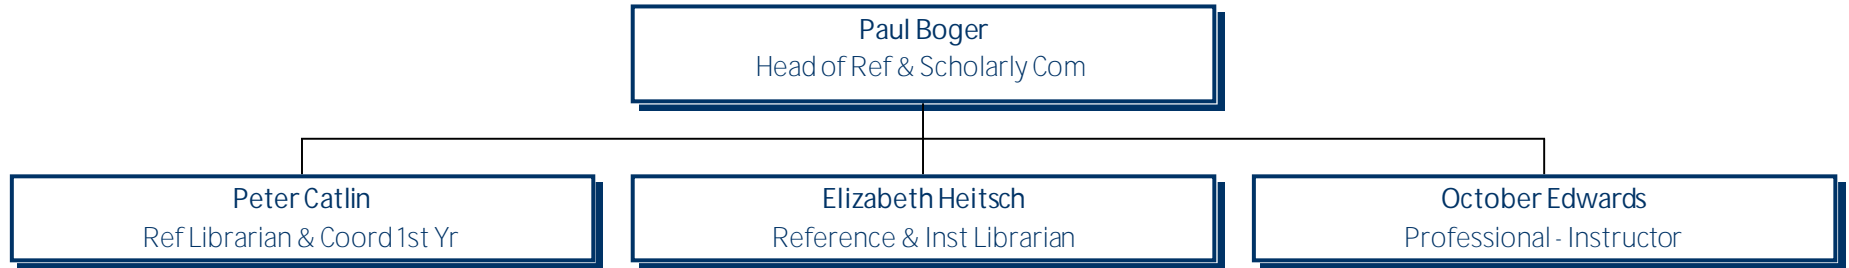 Paul Boger
Head of Ref & Scholarly Com
Peter Catlin
Ref Librarian & Coord 1st Yr
Elizabeth Heitsch
Reference & Inst Librarian
October Edwards
Professional - Instructor